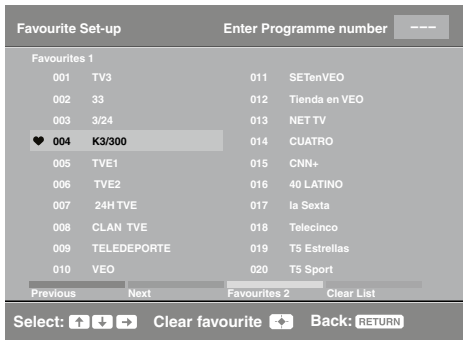 Favourite Set-up Enter Programme number ---
Favourites 1
001 TV3 011 SETenVEO
002 33 012 Tienda en VEO
003 3/24 013 NET TV
♥ 004 K3/300 014 CUATRO
005 TVE1 015 CNN+
006 TVE2 016 40 LATINO
007 24H TVE 017 la Sexta
008 CLAN TVE 018 Telecinco
009 TELEDEPORTE 019 T5 Estrellas
010 VEO 020 T5 Sport
Previous Next Favourites 2 Clear List
Select: ↑ ↓ → Clear favourite Back: RETURN